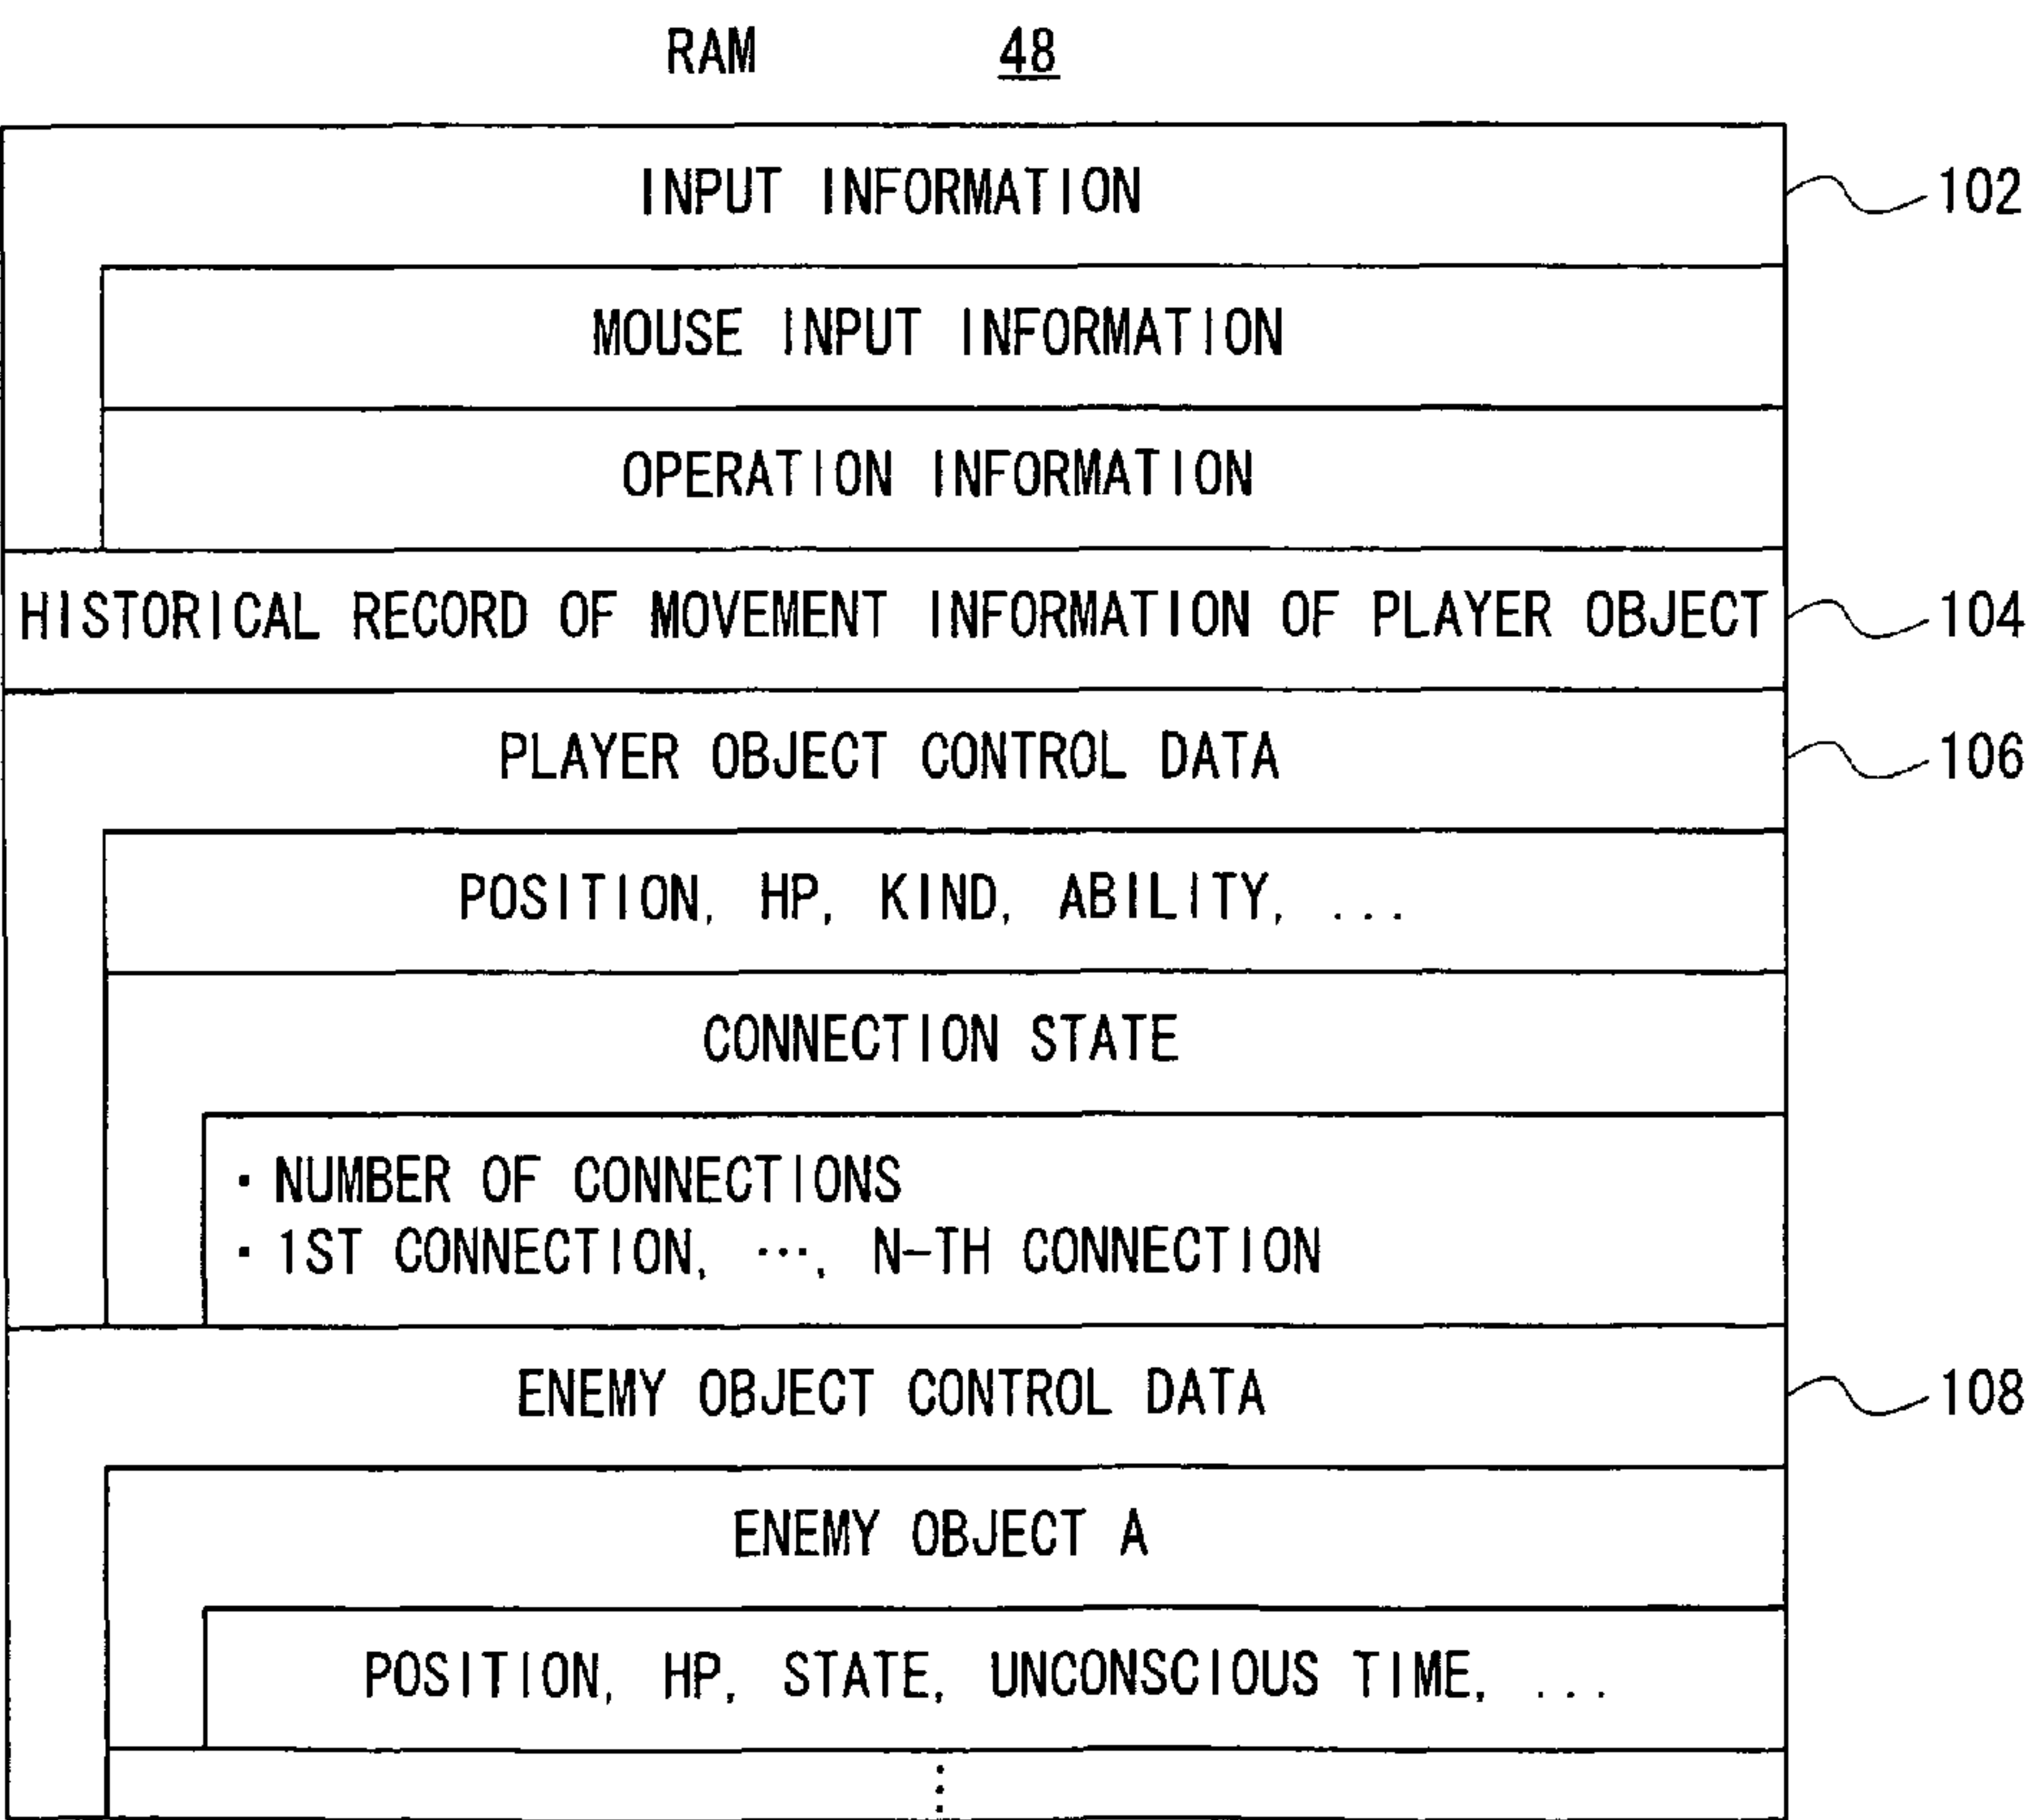 RAM 48
INPUT INFORMATION 102
MOUSE INPUT INFORMATION
OPERATION INFORMATION
HISTORICAL RECORD OF MOVEMENT INFORMATION OF PLAYER OBJECT 104
PLAYER OBJECT CONTROL DATA 106
POSITION, HP, KIND, ABILITY, ...
CONNECTION STATE
・NUMBER OF CONNECTIONS
・1ST CONNECTION, …, N-TH CONNECTION
ENEMY OBJECT CONTROL DATA 108
ENEMY OBJECT A
POSITION, HP, STATE, UNCONSCIOUS TIME, ...
⋮